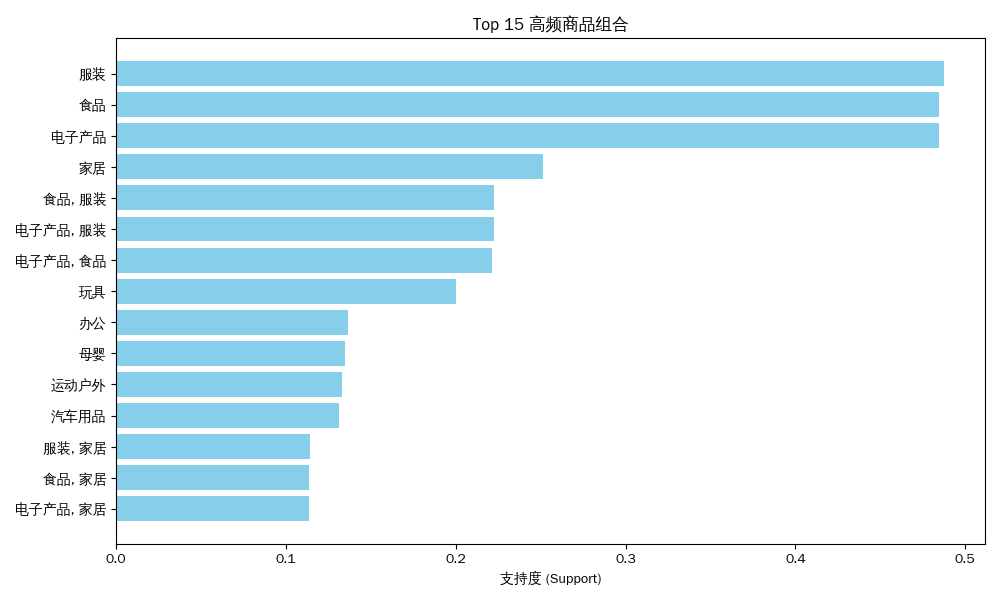 Top 15 高频商品组合
服装
食品
电子产品
家居
食品, 服装
电子产品, 服装
电子产品, 食品
玩具
办公
母婴
运动户外
汽车用品
服装, 家居
食品, 家居
电子产品, 家居
0.0 0.1 0.2 0.3 0.4 0.5
支持度 (Support)